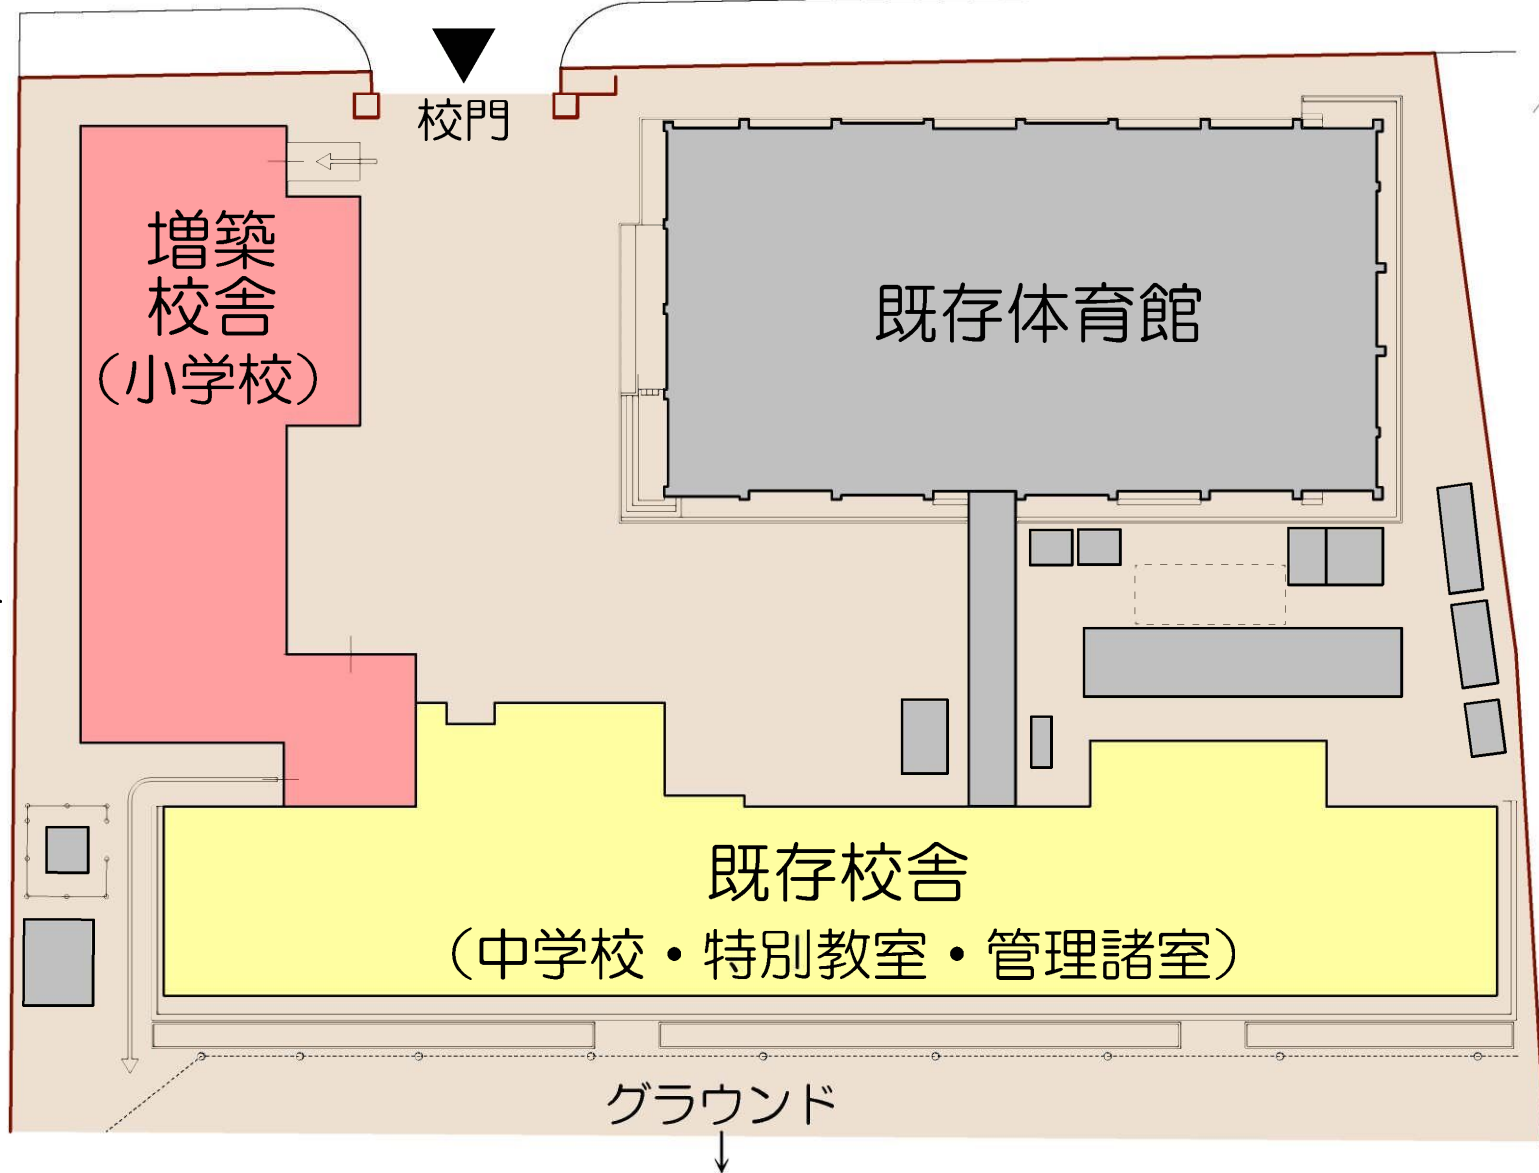 校門
増築
校舎
（小学校）
既存体育館
既存校舎
（中学校・特別教室・管理諸室）
グラウンド